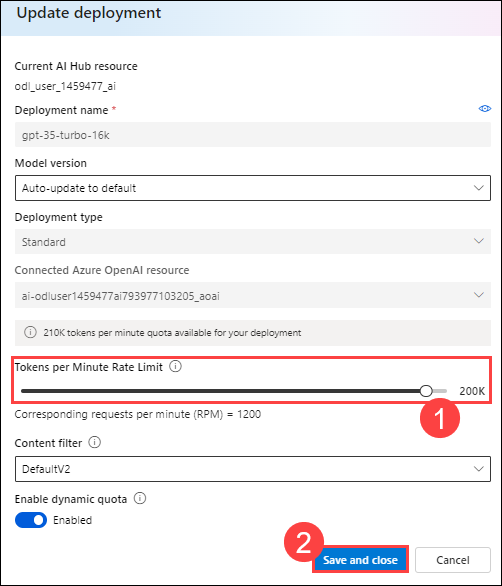 Update deployment
Current AI Hub resource
odl_user_1459477_ai
Deployment name *
gpt-35-turbo-16k
Model version
Auto-update to default
Deployment type
Standard
Connected Azure OpenAI resource
ai-odluser1459477ai793977103205_aoai
210K tokens per minute quota available for your deployment
Tokens per Minute Rate Limit
200K
1
Corresponding requests per minute (RPM) = 1200
Content filter
DefaultV2
Enable dynamic quota
Enabled
2
Save and close
Cancel